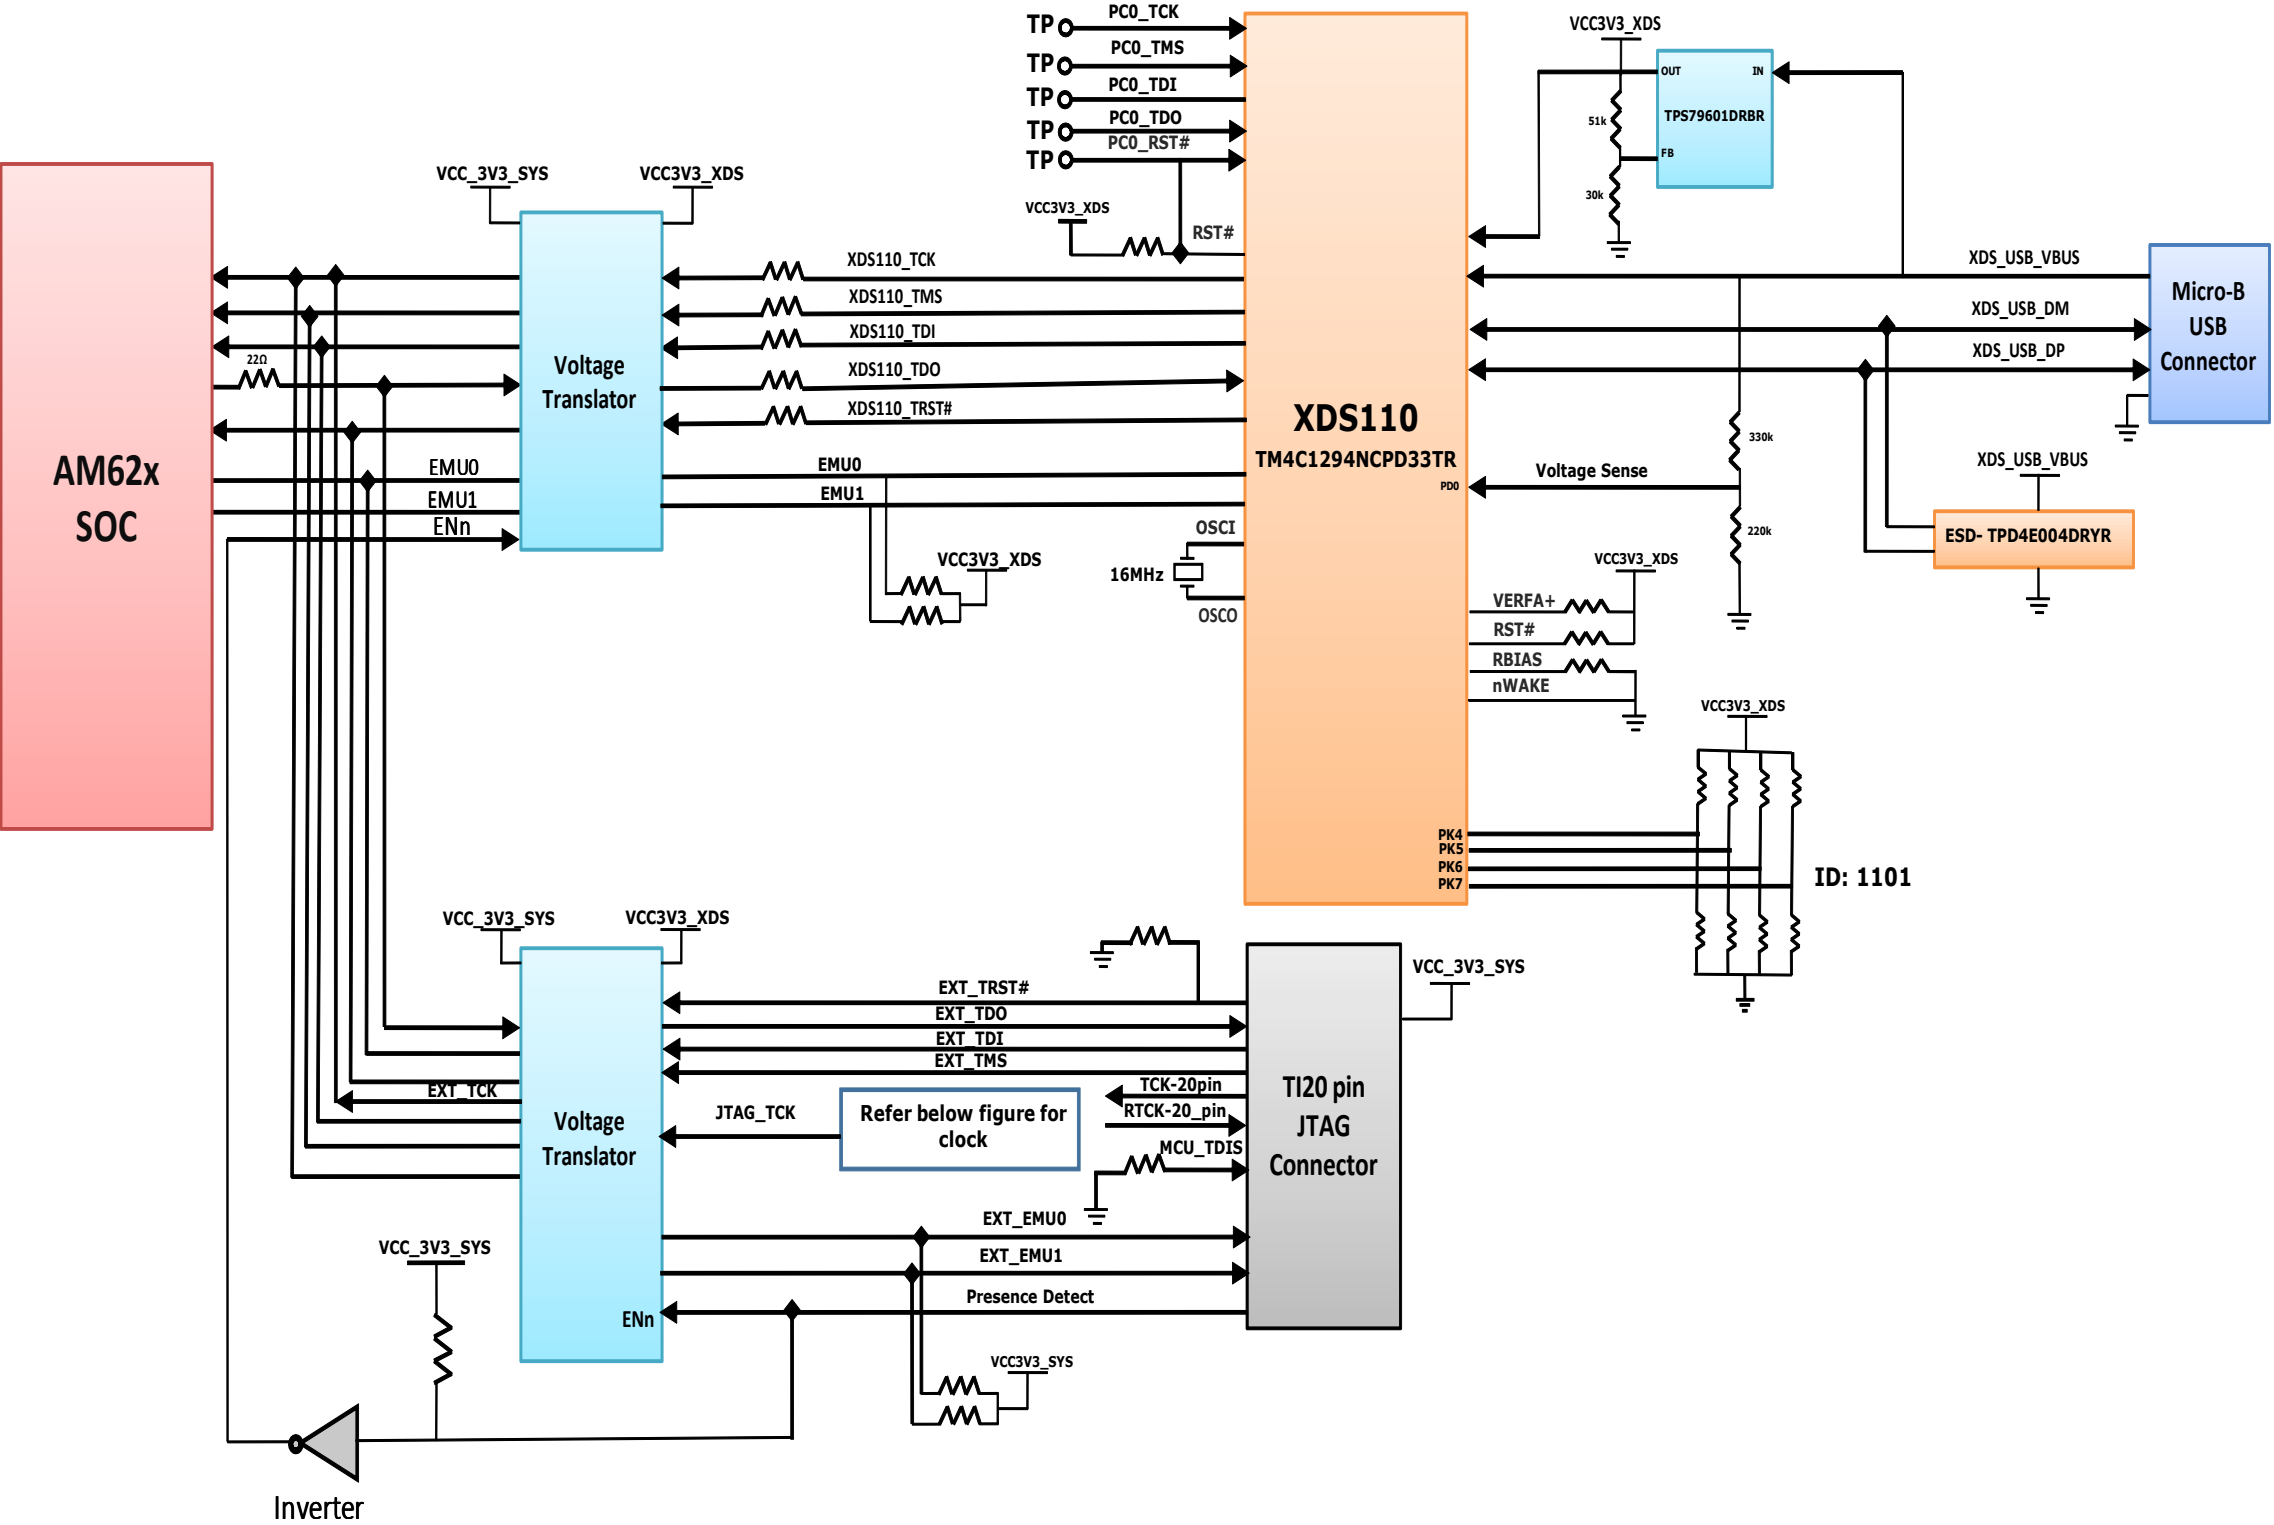 TP
PC0_TCK
TP
PC0_TMS
TP
PC0_TDI
TP
PC0_TDO
TP
PC0_RST#
VCC3V3_XDS
RST#
VCC3V3_XDS
OUT
IN
TPS79601DRBR
FB
51k
30k
VCC_3V3_SYS
VCC3V3_XDS
AM62x
SOC
22Ω
EMU0
EMU1
ENn
Voltage
Translator
XDS110_TCK
XDS110_TMS
XDS110_TDI
XDS110_TDO
XDS110_TRST#
EMU0
EMU1
VCC3V3_XDS
OSCI
16MHz
OSCO
XDS110
TM4C1294NCPD33TR
PD0
XDS_USB_VBUS
XDS_USB_DM
XDS_USB_DP
Micro-B
USB
Connector
330k
Voltage Sense
220k
XDS_USB_VBUS
ESD- TPD4E004DRYR
VCC3V3_XDS
VERFA+
RST#
RBIAS
nWAKE
VCC3V3_XDS
PK4
PK5
PK6
PK7
ID: 1101
VCC_3V3_SYS
VCC3V3_XDS
EXT_TCK
Voltage
Translator
ENn
EXT_TRST#
EXT_TDO
EXT_TDI
EXT_TMS
JTAG_TCK
Refer below figure for
clock
TCK-20pin
RTCK-20_pin
MCU_TDIS
EXT_EMU0
EXT_EMU1
Presence Detect
VCC_3V3_SYS
TI20 pin
JTAG
Connector
VCC3V3_SYS
VCC_3V3_SYS
Inverter